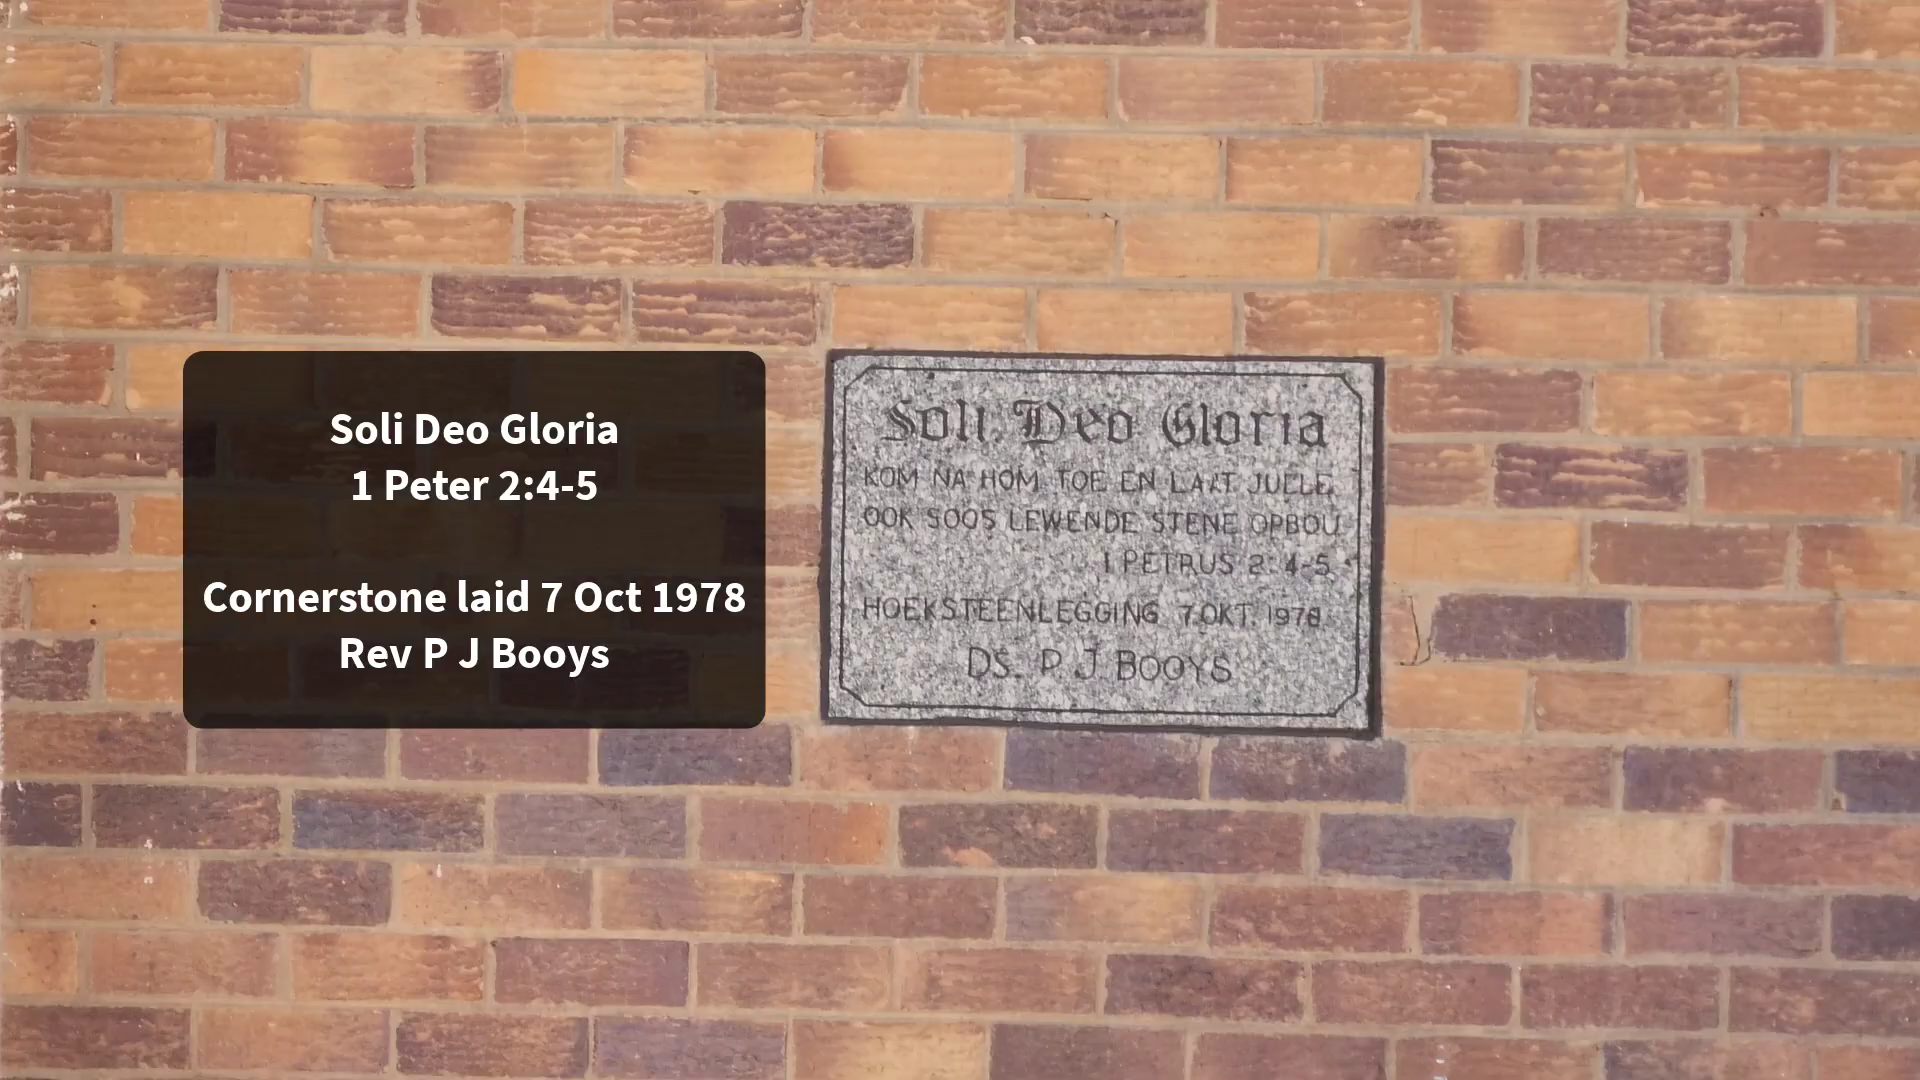 Soli Deo Gloria
1 Peter 2:4-5
Cornerstone laid 7 Oct 1978
Rev P J Booys
Soli Deo Gloria
KOM NA HOM TOE EN LAAT JULLE
OOK SOOS LEWENDE STENE OPBOU
1 PETRUS 2:4-5
HOEKSTEENLEGGING 7 OKT. 1978
DS. P J BOOYS